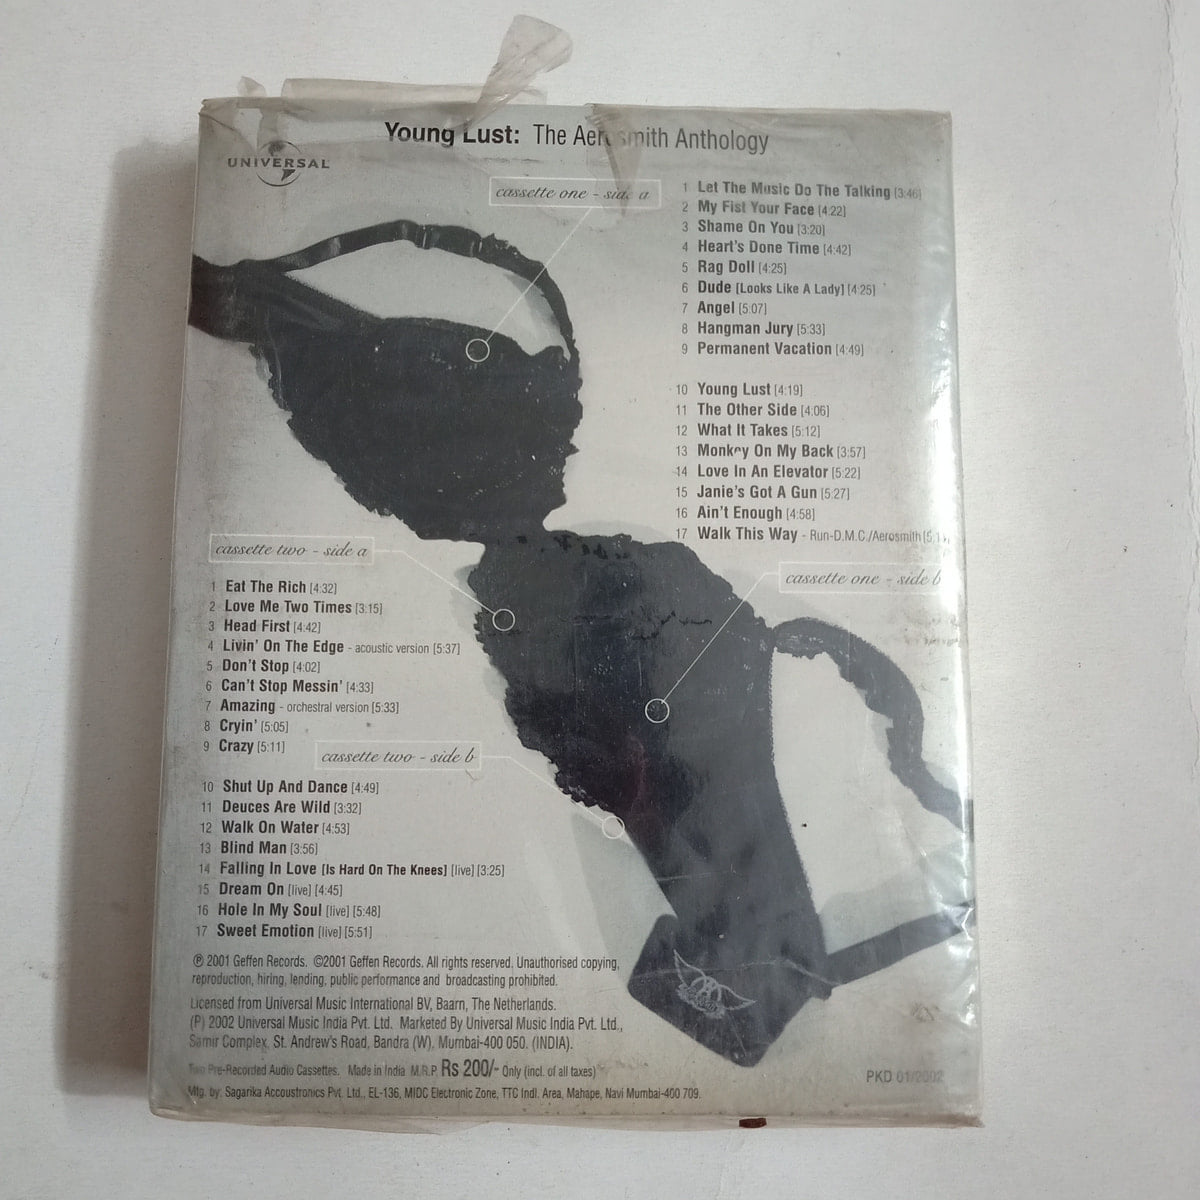 Young Lust: The Aerosmith Anthology
UNIVERSAL
cassette one - side a
1 Let The Music Do The Talking [3:46]
2 My Fist Your Face [4:22]
3 Shame On You [3:20]
4 Heart's Done Time [4:42]
5 Rag Doll [4:25]
6 Dude [Looks Like A Lady] [4:25]
7 Angel [5:07]
8 Hangman Jury [5:33]
9 Permanent Vacation [4:49]
10 Young Lust [4:19]
11 The Other Side [4:06]
12 What It Takes [5:12]
13 Monkey On My Back [3:57]
14 Love In An Elevator [5:22]
15 Janie's Got A Gun [5:27]
16 Ain't Enough [4:58]
17 Walk This Way - Run-D.M.C./Aerosmith
cassette one - side b
cassette two - side a
1 Eat The Rich [4:32]
2 Love Me Two Times [3:15]
3 Head First [4:42]
4 Livin' On The Edge - acoustic version [5:37]
5 Don't Stop [4:02]
6 Can't Stop Messin' [4:33]
7 Amazing - orchestral version [5:33]
8 Cryin' [5:05]
9 Crazy [5:11]
cassette two - side b
10 Shut Up And Dance [4:49]
11 Deuces Are Wild [3:32]
12 Walk On Water [4:53]
13 Blind Man [3:56]
14 Falling In Love [Is Hard On The Knees] [live] [3:25]
15 Dream On [live] [4:45]
16 Hole In My Soul [live] [5:48]
17 Sweet Emotion [live] [5:51]
℗ 2001 Geffen Records. ©2001 Geffen Records. All rights reserved. Unauthorised copying,
reproduction, hiring, lending, public performance and broadcasting prohibited.
Licensed from Universal Music International BV, Baarn, The Netherlands.
(P) 2002 Universal Music India Pvt. Ltd. Marketed By Universal Music India Pvt. Ltd.,
Samir Complex, St. Andrew's Road, Bandra (W), Mumbai-400 050. (INDIA).
Two Pre-Recorded Audio Cassettes. Made in India M.R.P. Rs 200/- Only (incl. of all taxes)
PKD 01/2002
Mfg. by: Sagarika Accoustronics Pvt. Ltd., EL-136, MIDC Electronic Zone, TTC Indl. Area, Mahape, Navi Mumbai-400 709.